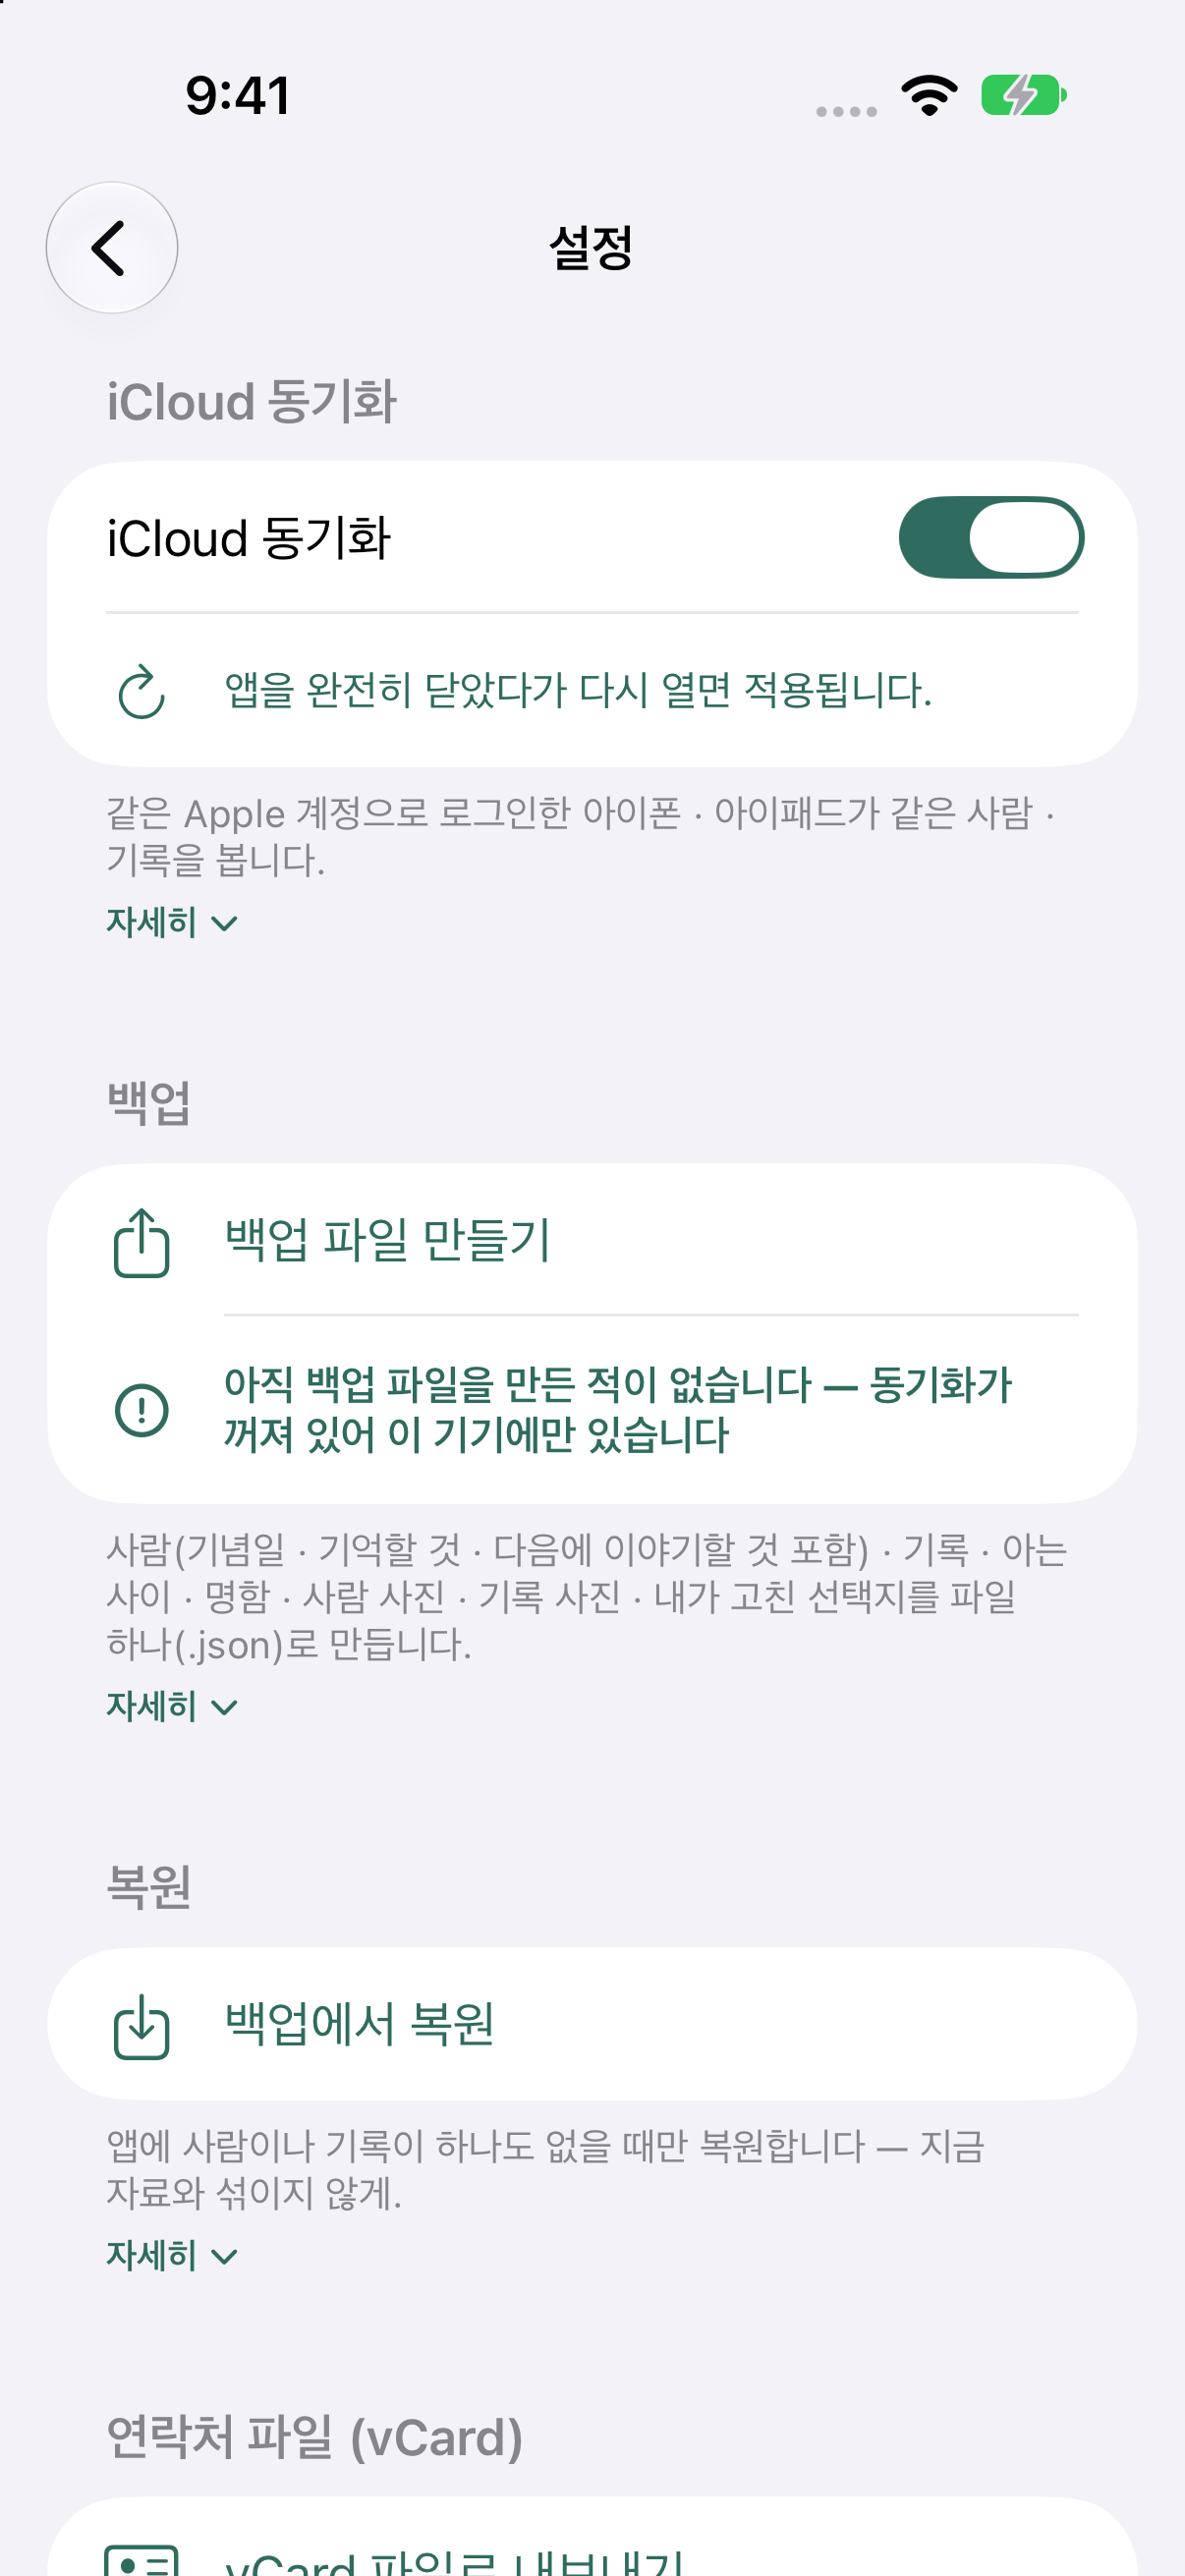 9:41
설정
iCloud 동기화
iCloud 동기화
앱을 완전히 닫았다가 다시 열면 적용됩니다.
같은 Apple 계정으로 로그인한 아이폰 · 아이패드가 같은 사람 ·
기록을 봅니다.
자세히
백업
백업 파일 만들기
아직 백업 파일을 만든 적이 없습니다 — 동기화가
꺼져 있어 이 기기에만 있습니다
사람(기념일 · 기억할 것 · 다음에 이야기할 것 포함) · 기록 · 아는
사이 · 명함 · 사람 사진 · 기록 사진 · 내가 고친 선택지를 파일
하나(.json)로 만듭니다.
자세히
복원
백업에서 복원
앱에 사람이나 기록이 하나도 없을 때만 복원합니다 — 지금
자료와 섞이지 않게.
자세히
연락처 파일 (vCard)
vCard 파일로 내보내기